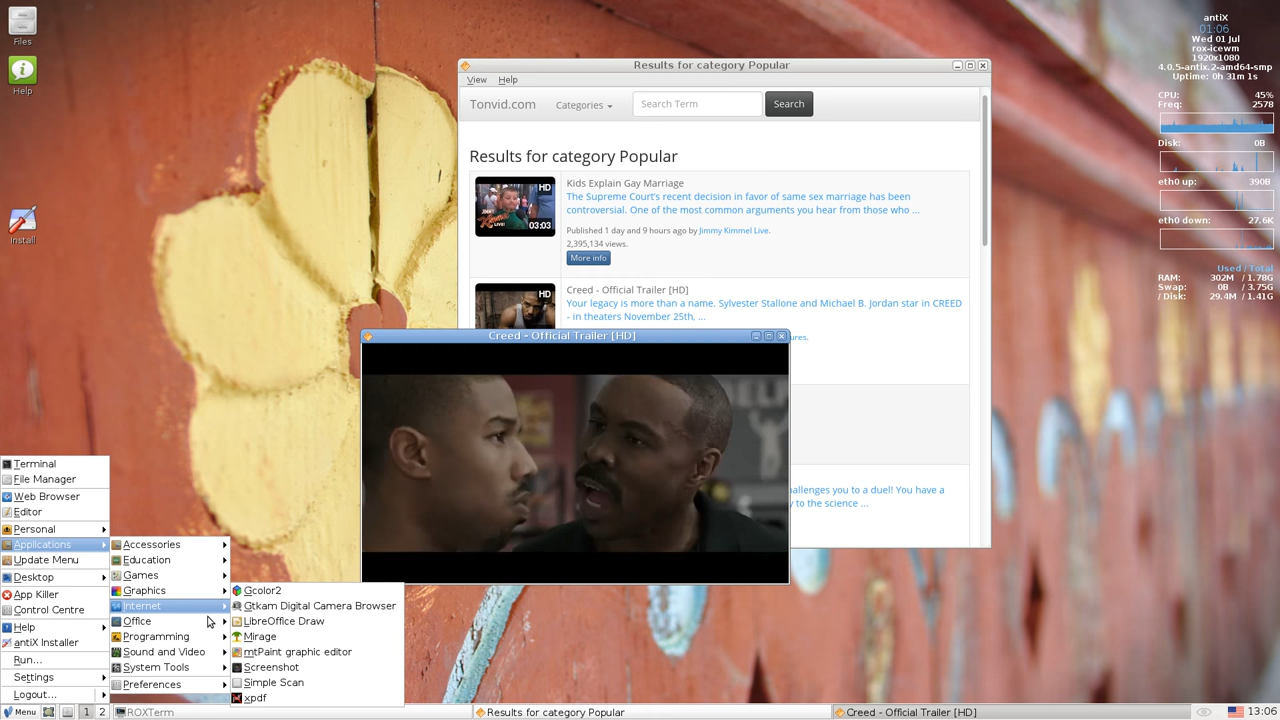 Files
Help
Install
antiX
01:06
Wed 01 Jul
rox-icewm
1920x1080
4.0.5-antix.2-amd64-smp
Uptime: 0h 31m 1s
CPU: 45%
Freq: 2578
Disk: 0B
eth0 up: 390B
eth0 down: 27.6K
Used / Total
RAM: 302M / 1.78G
Swap: 0B / 3.75G
/ Disk: 29.4M / 1.41G
Results for category Popular
View Help
Tonvid.com Categories Search Term Search
Results for category Popular
HD
03:03
Kids Explain Gay Marriage
The Supreme Court's recent decision in favor of same sex marriage has been
controversial. One of the most common arguments you hear from those who ...
Published 1 day and 9 hours ago by Jimmy Kimmel Live.
2,395,134 views.
More info
HD
Creed - Official Trailer [HD]
Your legacy is more than a name. Sylvester Stallone and Michael B. Jordan star in CREED
- in theaters November 25th, ...
ures.
allenges you to a duel! You have a
y to the science ...
Creed - Official Trailer [HD]
Terminal
File Manager
Web Browser
Editor
Personal
Applications
Update Menu
Desktop
App Killer
Control Centre
Help
antiX Installer
Run...
Settings
Logout...
Accessories
Education
Games
Graphics
Internet
Office
Programming
Sound and Video
System Tools
Preferences
Gcolor2
Gtkam Digital Camera Browser
LibreOffice Draw
Mirage
mtPaint graphic editor
Screenshot
Simple Scan
xpdf
Menu 1 2 ROXTerm Results for category Popular Creed - Official Trailer [HD] 13:06